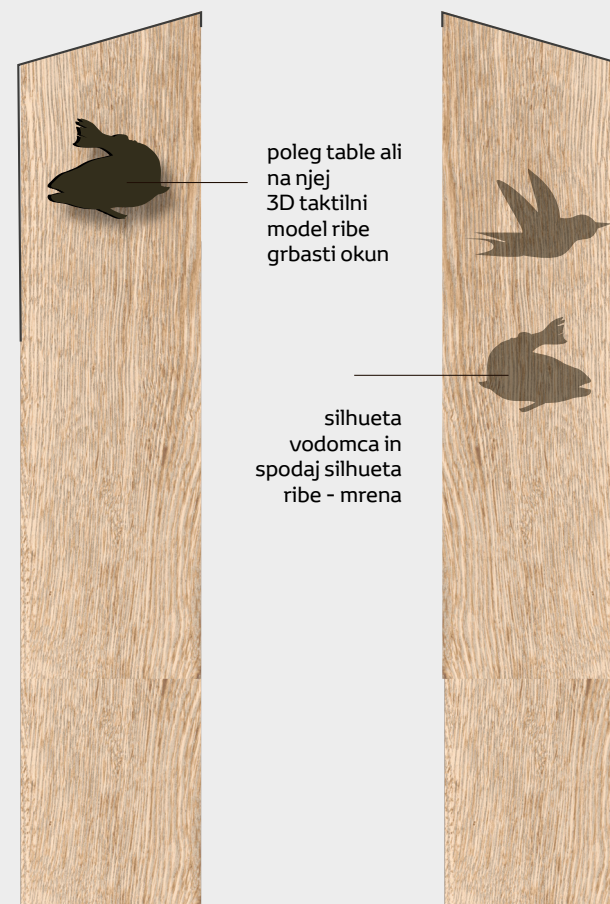 poleg table ali
na njej
3D taktilni
model ribe
grbasti okun
silhueta
vodomca in
spodaj silhueta
ribe - mrena